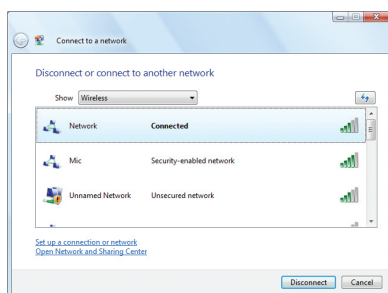 Connect to a network
Disconnect or connect to another network
Show Wireless
Network Connected
Mic Security-enabled network
Unnamed Network Unsecured network
Set up a connection or network
Open Network and Sharing Center
Disconnect Cancel